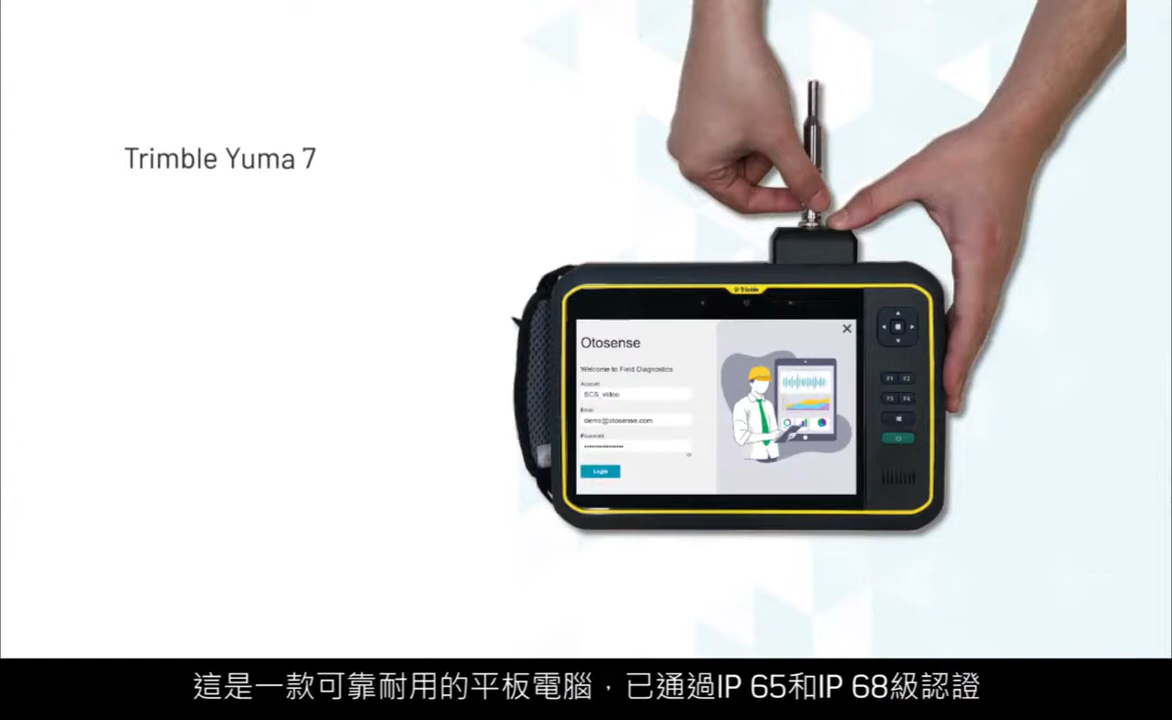 Trimble Yuma 7
Trimble
Otosense
Welcome to Field Diagnostics
Account
SCS_video
Email
demo@otosense.com
Password
Login
F1 F2
F3 F4
這是一款可靠耐用的平板電腦，已通過IP 65和IP 68級認證